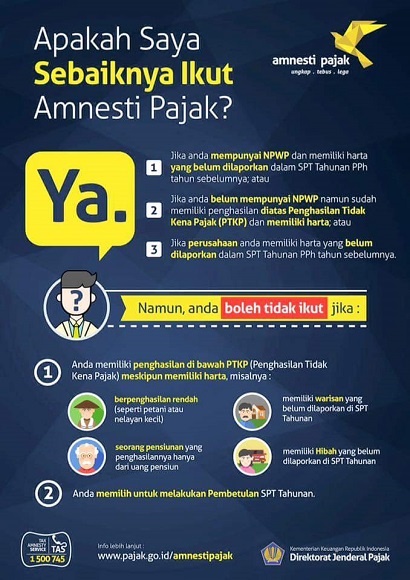 Apakah Saya
Sebaiknya Ikut
Amnesti Pajak?
amnesti pajak
ungkap . tebus . lega
Ya.
1
Jika anda mempunyai NPWP dan memiliki harta
yang belum dilaporkan dalam SPT Tahunan PPh
tahun sebelumnya; atau
2
Jika anda belum mempunyai NPWP namun sudah
memiliki penghasilan diatas Penghasilan Tidak
Kena Pajak (PTKP) dan memiliki harta; atau
3
Jika perusahaan anda memiliki harta yang belum
dilaporkan dalam SPT Tahunan PPh tahun sebelumnya.
?
Namun, anda boleh tidak ikut jika :
1
Anda memiliki penghasilan di bawah PTKP (Penghasilan Tidak
Kena Pajak) meskipun memiliki harta, misalnya :
berpenghasilan rendah
(seperti petani atau
nelayan kecil)
memiliki warisan yang
belum dilaporkan di SPT
Tahunan
seorang pensiunan yang
penghasilannya hanya
dari uang pensiun
memiliki Hibah yang belum
dilaporkan di SPT Tahunan
2
Anda memilih untuk melakukan Pembetulan SPT Tahunan.
TAX
AMNESTY
SERVICE
TAS
1 500 745
Info lebih lanjut :
www.pajak.go.id/amnestipajak
Kementerian Keuangan Republik Indonesia
Direktorat Jenderal Pajak